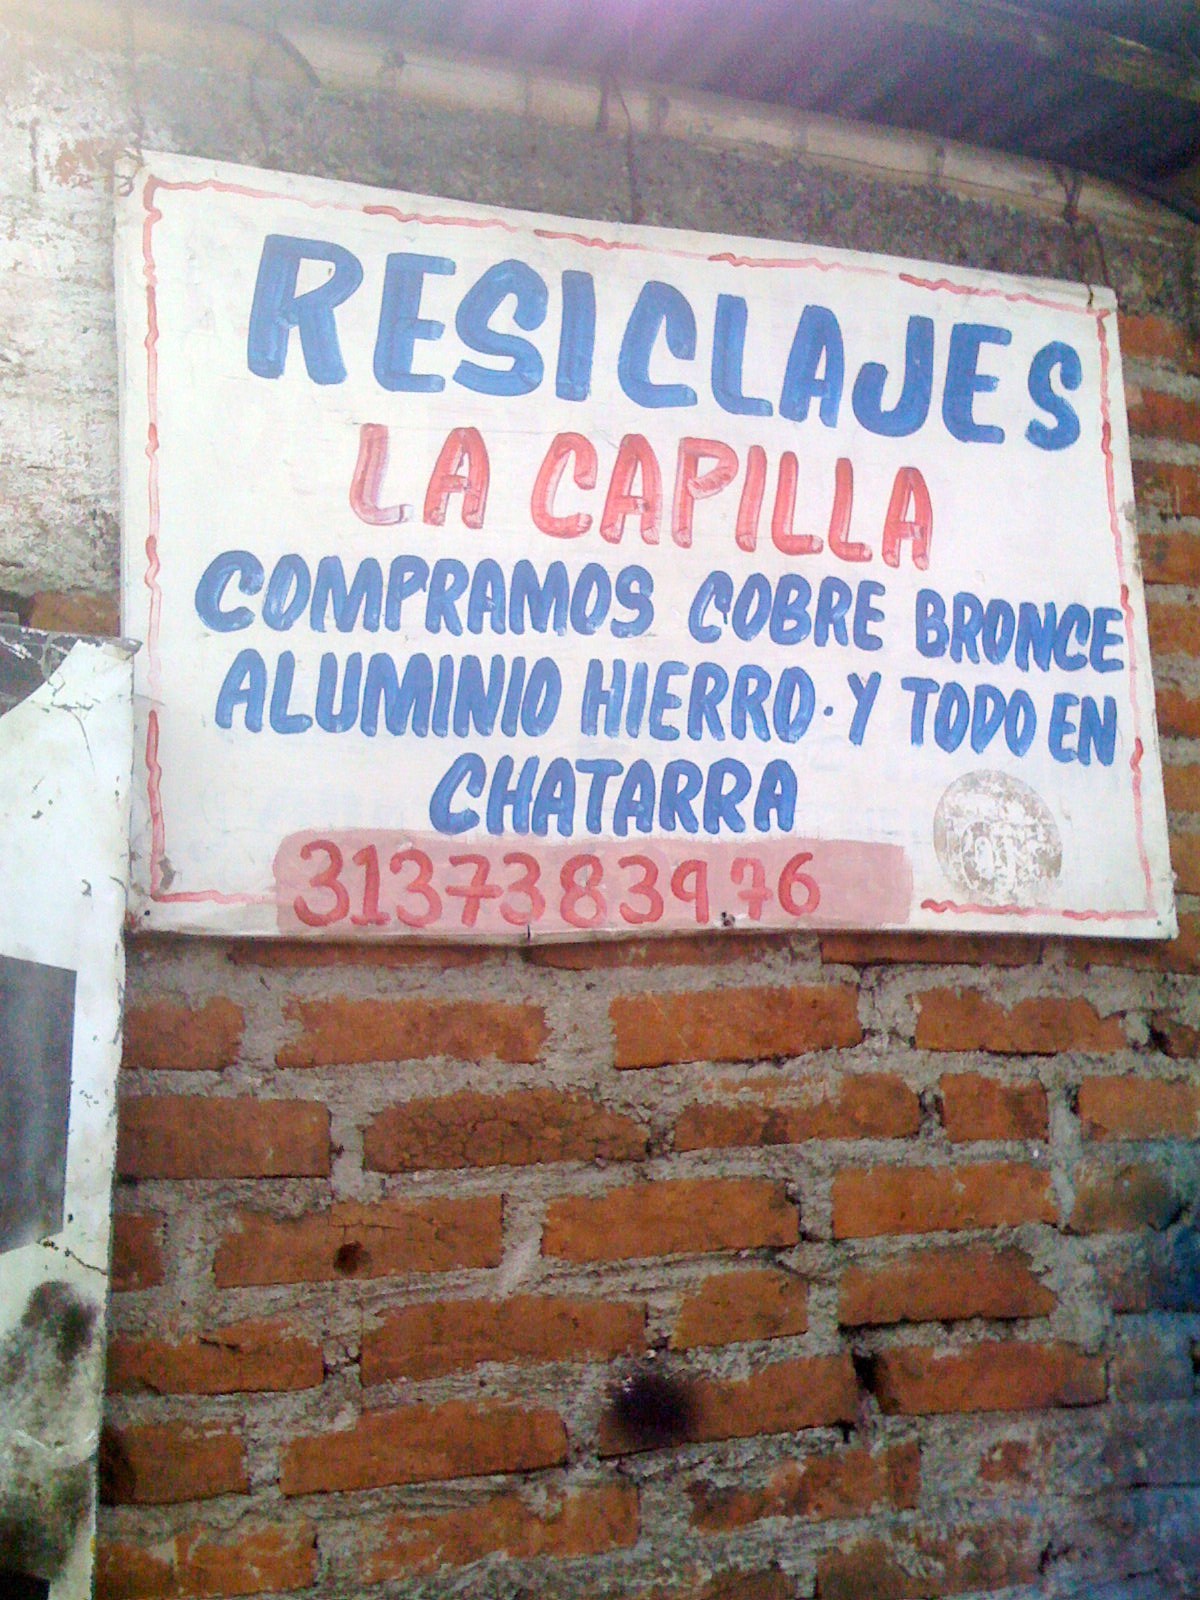 RESICLAJES
LA CAPILLA
COMPRAMOS COBRE BRONCE
ALUMINIO HIERRO. Y TODO EN
CHATARRA
3137383976